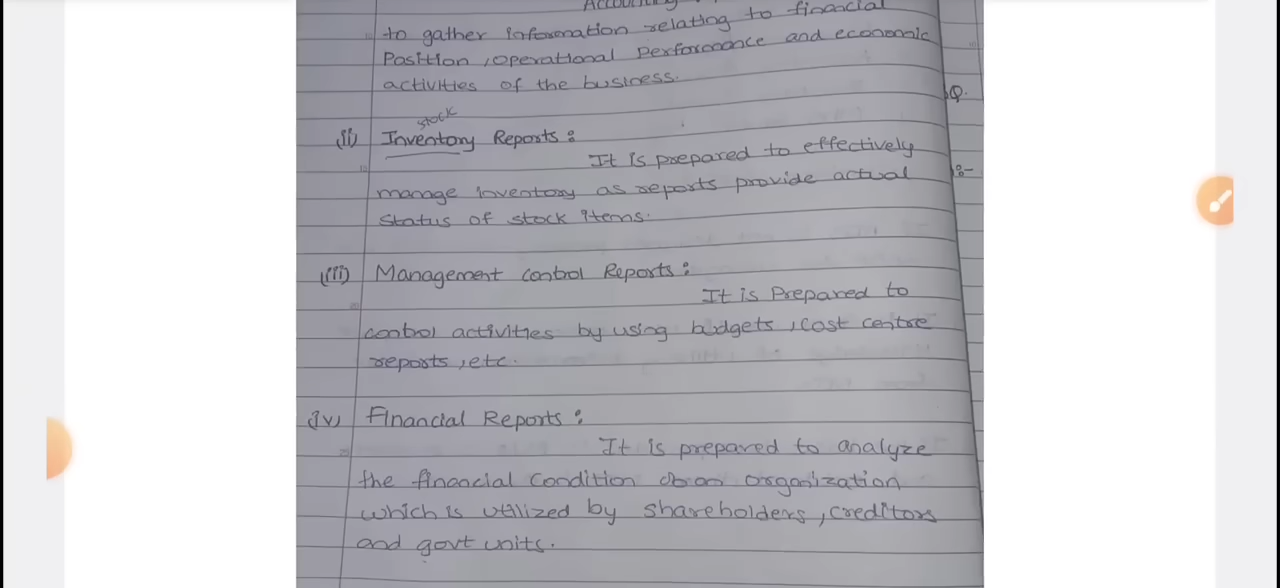 Accounting
to gather information relating to financial
Position, operational Performance and economic
activities of the business.
Q.
stock
(ii) Inventory Reports:
It is prepared to effectively
:-
manage inventory as reports provide actual
status of stock items.
(iii) Management control Reports:
It is Prepared to
control activities by using budgets, cost centre
reports, etc.
(iv) Financial Reports:
It is prepared to analyze
the financial Condition of an organization
which is utilized by shareholders, creditors
and govt units.